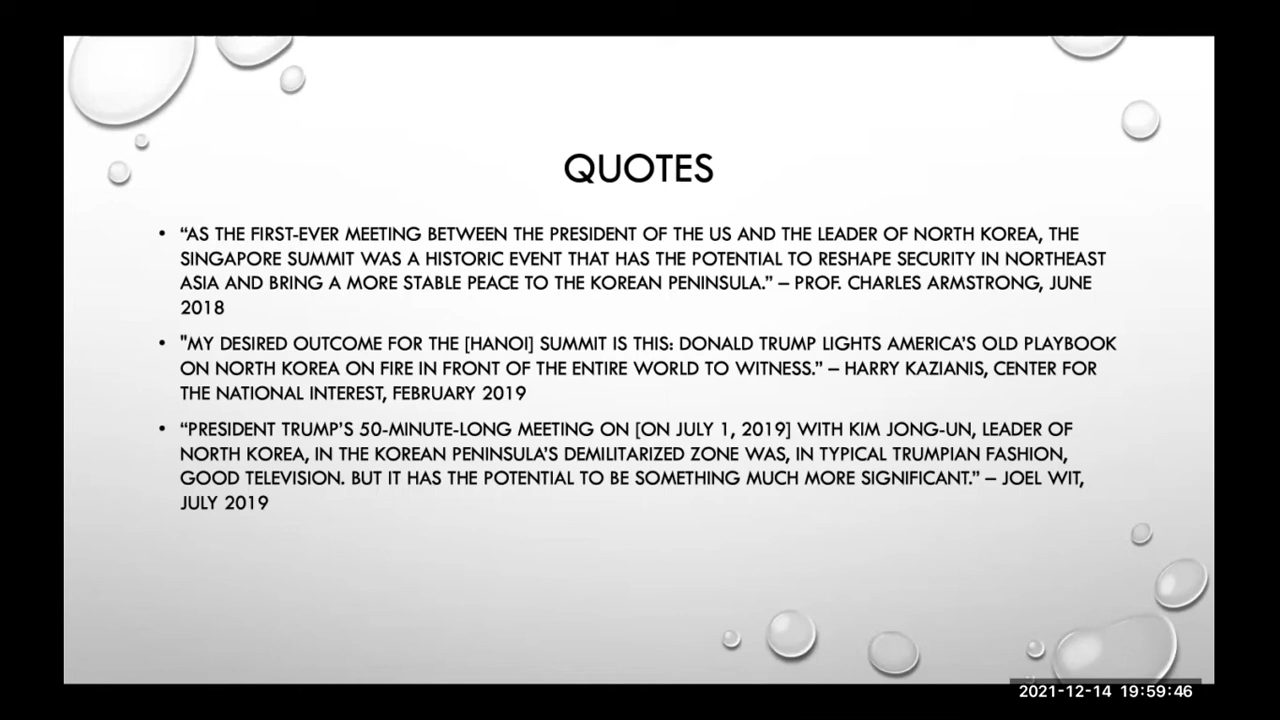 QUOTES
• “AS THE FIRST-EVER MEETING BETWEEN THE PRESIDENT OF THE US AND THE LEADER OF NORTH KOREA, THE
SINGAPORE SUMMIT WAS A HISTORIC EVENT THAT HAS THE POTENTIAL TO RESHAPE SECURITY IN NORTHEAST
ASIA AND BRING A MORE STABLE PEACE TO THE KOREAN PENINSULA.” – PROF. CHARLES ARMSTRONG, JUNE
2018
• "MY DESIRED OUTCOME FOR THE [HANOI] SUMMIT IS THIS: DONALD TRUMP LIGHTS AMERICA’S OLD PLAYBOOK
ON NORTH KOREA ON FIRE IN FRONT OF THE ENTIRE WORLD TO WITNESS.” – HARRY KAZIANIS, CENTER FOR
THE NATIONAL INTEREST, FEBRUARY 2019
• “PRESIDENT TRUMP’S 50-MINUTE-LONG MEETING ON [ON JULY 1, 2019] WITH KIM JONG-UN, LEADER OF
NORTH KOREA, IN THE KOREAN PENINSULA’S DEMILITARIZED ZONE WAS, IN TYPICAL TRUMPIAN FASHION,
GOOD TELEVISION. BUT IT HAS THE POTENTIAL TO BE SOMETHING MUCH MORE SIGNIFICANT.” – JOEL WIT,
JULY 2019
2021-12-14 19:59:46